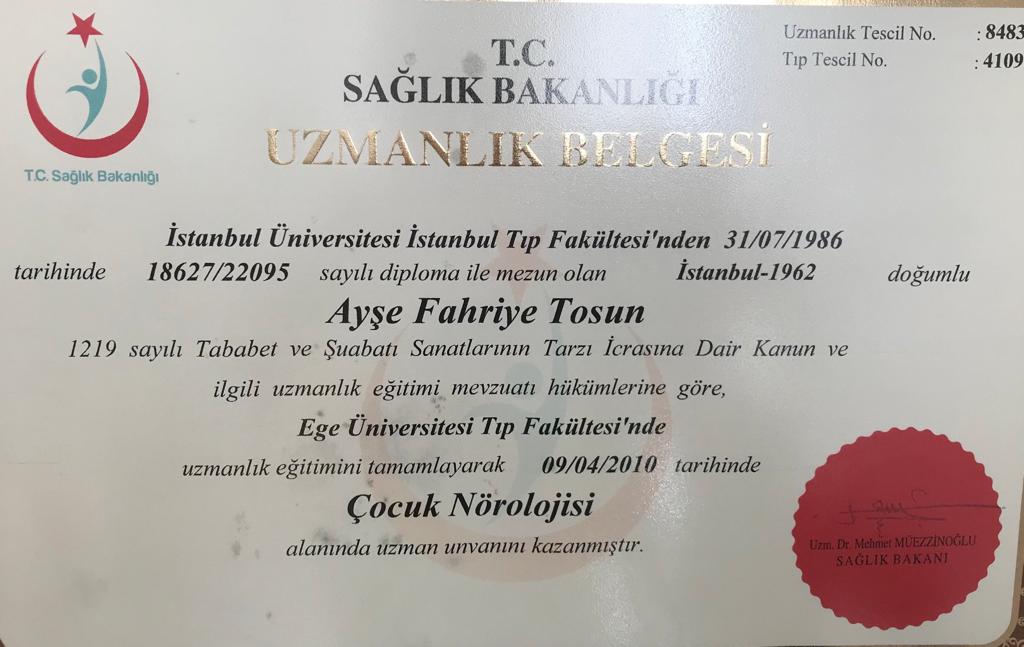 Uzmanlık Tescil No. : 8483
Tıp Tescil No. : 4109
T.C.
SAĞLIK BAKANLIĞI
UZMANLIK BELGESİ
T.C. Sağlık Bakanlığı
İstanbul Üniversitesi İstanbul Tıp Fakültesi'nden 31/07/1986
tarihinde 18627/22095 sayılı diploma ile mezun olan İstanbul-1962 doğumlu
Ayşe Fahriye Tosun
1219 sayılı Tababet ve Şuabatı Sanatlarının Tarzı İcrasına Dair Kanun ve
ilgili uzmanlık eğitimi mevzuatı hükümlerine göre,
Ege Üniversitesi Tıp Fakültesi'nde
uzmanlık eğitimini tamamlayarak 09/04/2010 tarihinde
Çocuk Nörolojisi
alanında uzman unvanını kazanmıştır.
Uzm. Dr. Mehmet MÜEZZİNOĞLU
SAĞLIK BAKANI